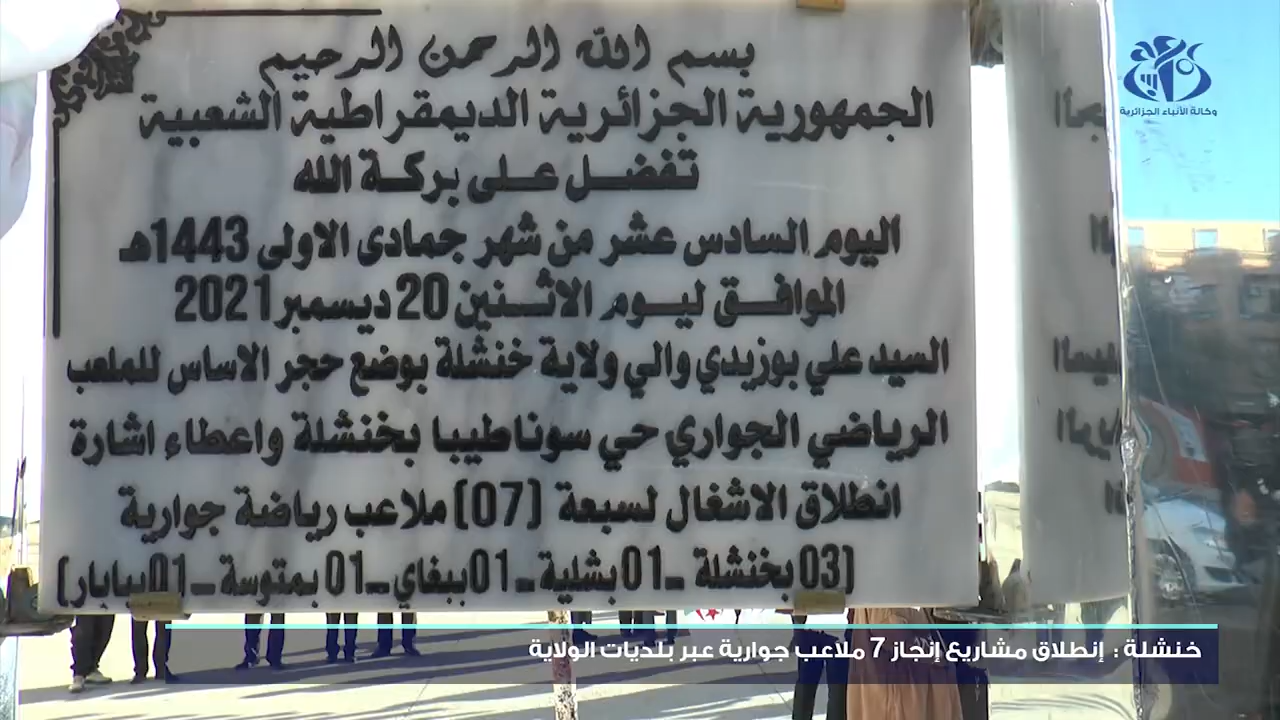 بسم الله الرحمن الرحيم
الجمهورية الجزائرية الديمقراطية الشعبية
تفضل على بركة الله
اليوم السادس عشر من شهر جمادى الاولى 1443هـ
الموافق ليوم الاثنين 20 ديسمبر 2021
السيد علي بوزيدي والي ولاية خنشلة بوضع حجر الاساس للملعب
الرياضي الجواري حي سوناطيبا بخنشلة واعطاء اشارة
انطلاق الاشغال لسبعة (07) ملاعب رياضة جوارية
(03 بخنشلة - 01 بشلية - 01 ببغاي - 01 بمتوسة - 01 ببابار)
وكالة الأنباء الجزائرية
خنشلة : إنطلاق مشاريع إنجاز 7 ملاعب جوارية عبر بلديات الولاية